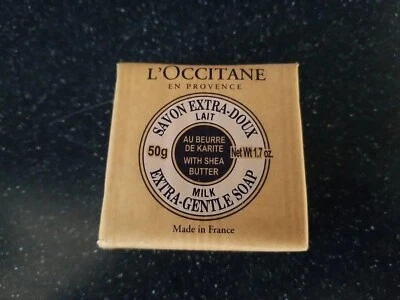 L'OCCITANE
EN PROVENCE
SAVON EXTRA-DOUX
LAIT
50g
AU BEURRE
DE KARITE
WITH SHEA
BUTTER
Net Wt 1.7 oz.
MILK
EXTRA-GENTLE SOAP
Made in France